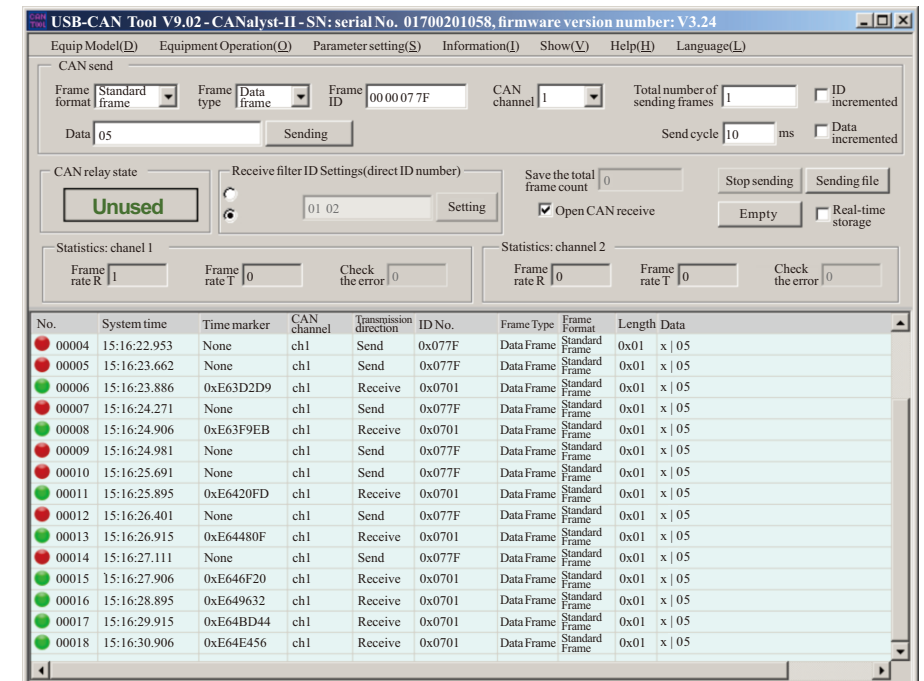 CAN TOOL USB-CAN Tool V9.02 - CANalyst-II - SN: serial No. 01700201058, firmware version number: V3.24
Equip Model(D) Equipment Operation(O) Parameter setting(S) Information(I) Show(V) Help(H) Language(L)
CAN send
Frame format Standard frame Frame type Data frame Frame ID 00 00 07 7F CAN channel 1 Total number of sending frames 1 ID incremented
Data 05 Sending Send cycle 10 ms Data incremented
CAN relay state
Unused
Receive filter ID Settings(direct ID number)
01 02 Setting
Save the total frame count 0 Stop sending Sending file
Open CAN receive Empty Real-time storage
Statistics: chanel 1
Frame rate R 1 Frame rate T 0 Check the error 0
Statistics: channel 2
Frame rate R 0 Frame rate T 0 Check the error 0
No. System time Time marker CAN channel Transmission direction ID No. Frame Type Frame Format Length Data
00004 15:16:22.953 None ch1 Send 0x077F Data Frame Standard Frame 0x01 x | 05
00005 15:16:23.662 None ch1 Send 0x077F Data Frame Standard Frame 0x01 x | 05
00006 15:16:23.886 0xE63D2D9 ch1 Receive 0x0701 Data Frame Standard Frame 0x01 x | 05
00007 15:16:24.271 None ch1 Send 0x077F Data Frame Standard Frame 0x01 x | 05
00008 15:16:24.906 0xE63F9EB ch1 Receive 0x0701 Data Frame Standard Frame 0x01 x | 05
00009 15:16:24.981 None ch1 Send 0x077F Data Frame Standard Frame 0x01 x | 05
00010 15:16:25.691 None ch1 Send 0x077F Data Frame Standard Frame 0x01 x | 05
00011 15:16:25.895 0xE6420FD ch1 Receive 0x0701 Data Frame Standard Frame 0x01 x | 05
00012 15:16:26.401 None ch1 Send 0x077F Data Frame Standard Frame 0x01 x | 05
00013 15:16:26.915 0xE64480F ch1 Receive 0x0701 Data Frame Standard Frame 0x01 x | 05
00014 15:16:27.111 None ch1 Send 0x077F Data Frame Standard Frame 0x01 x | 05
00015 15:16:27.906 0xE646F20 ch1 Receive 0x0701 Data Frame Standard Frame 0x01 x | 05
00016 15:16:28.895 0xE649632 ch1 Receive 0x0701 Data Frame Standard Frame 0x01 x | 05
00017 15:16:29.915 0xE64BD44 ch1 Receive 0x0701 Data Frame Standard Frame 0x01 x | 05
00018 15:16:30.906 0xE64E456 ch1 Receive 0x0701 Data Frame Standard Frame 0x01 x | 05